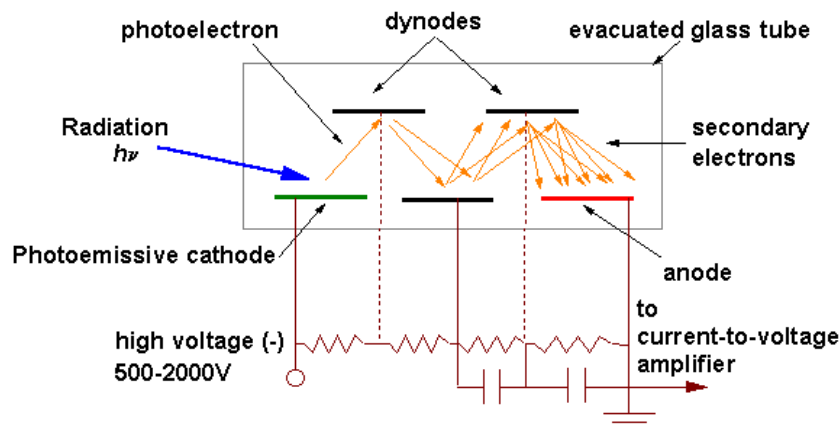 photoelectron
dynodes
evacuated glass tube
Radiation
hν
secondary
electrons
Photoemissive cathode
anode
high voltage (-)
500-2000V
to
current-to-voltage
amplifier